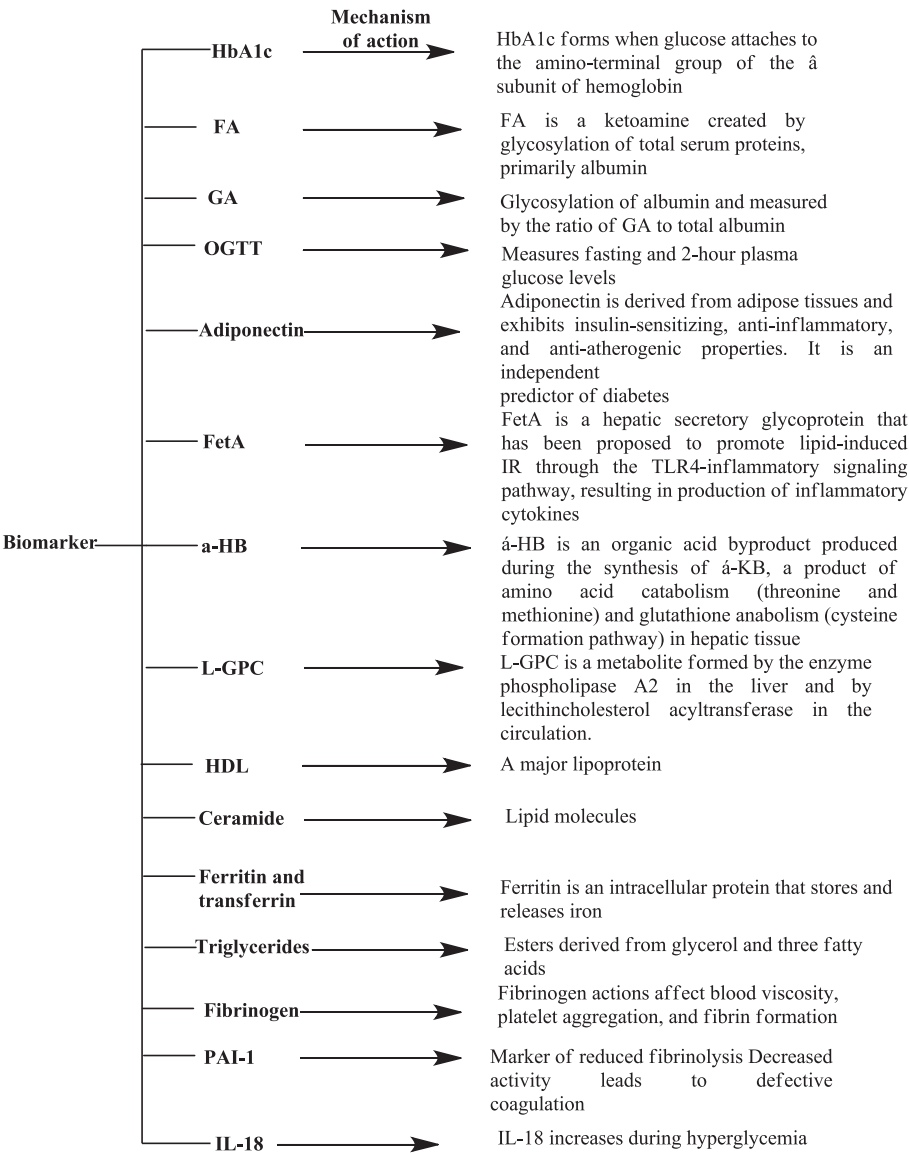 Mechanism
of action
HbA1c
HbA1c forms when glucose attaches to
the amino-terminal group of the â
subunit of hemoglobin
FA
FA is a ketoamine created by
glycosylation of total serum proteins,
primarily albumin
GA
Glycosylation of albumin and measured
by the ratio of GA to total albumin
OGTT
Measures fasting and 2-hour plasma
glucose levels
Adiponectin
Adiponectin is derived from adipose tissues and
exhibits insulin-sensitizing, anti-inflammatory,
and anti-atherogenic properties. It is an
independent
predictor of diabetes
FetA
FetA is a hepatic secretory glycoprotein that
has been proposed to promote lipid-induced
IR through the TLR4-inflammatory signaling
pathway, resulting in production of inflammatory
cytokines
Biomarker
a-HB
á-HB is an organic acid byproduct produced
during the synthesis of á-KB, a product of
amino acid catabolism (threonine and
methionine) and glutathione anabolism (cysteine
formation pathway) in hepatic tissue
L-GPC
L-GPC is a metabolite formed by the enzyme
phospholipase A2 in the liver and by
lecithincholesterol acyltransferase in the
circulation.
HDL
A major lipoprotein
Ceramide
Lipid molecules
Ferritin and
transferrin
Ferritin is an intracellular protein that stores and
releases iron
Triglycerides
Esters derived from glycerol and three fatty
acids
Fibrinogen
Fibrinogen actions affect blood viscosity,
platelet aggregation, and fibrin formation
PAI-1
Marker of reduced fibrinolysis Decreased
activity leads to defective
coagulation
IL-18
IL-18 increases during hyperglycemia